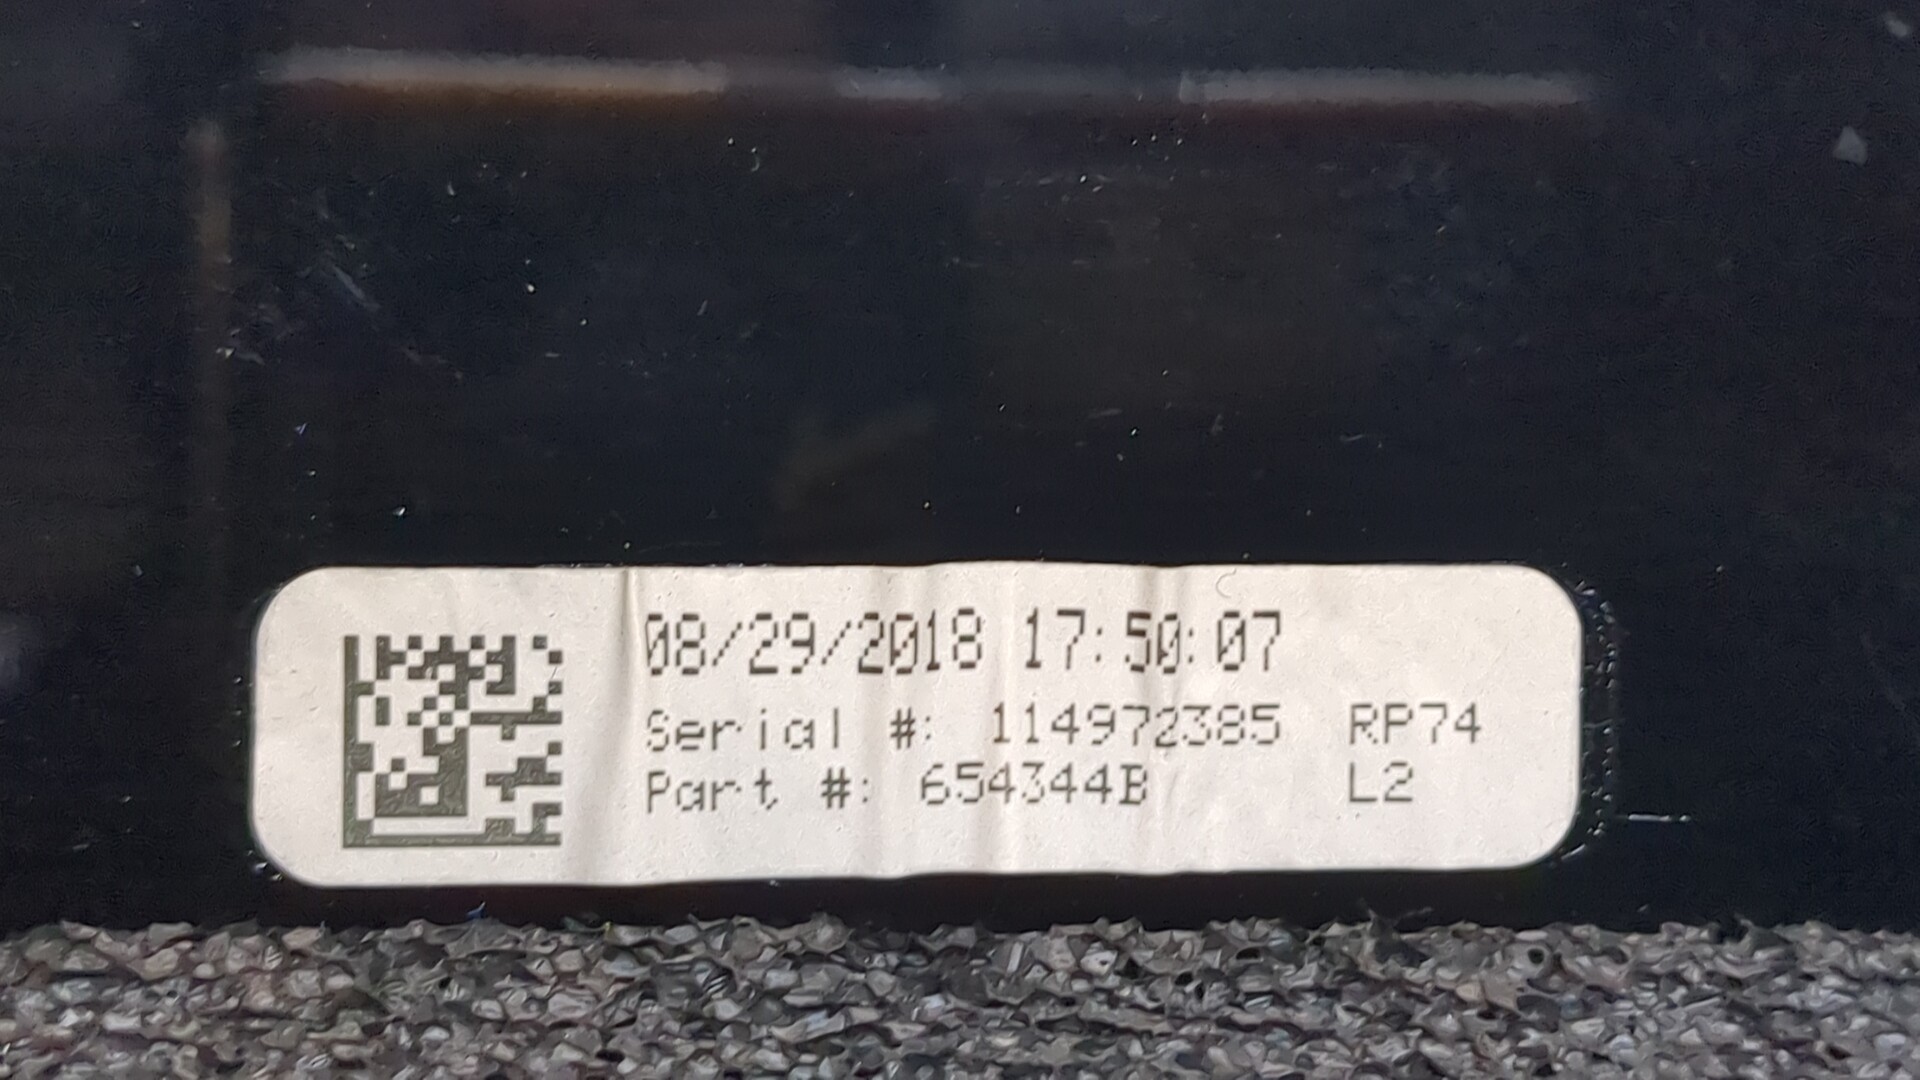 08/29/2018 17:50:07
Serial #: 114972385 RP74
Part #: 654344B L2